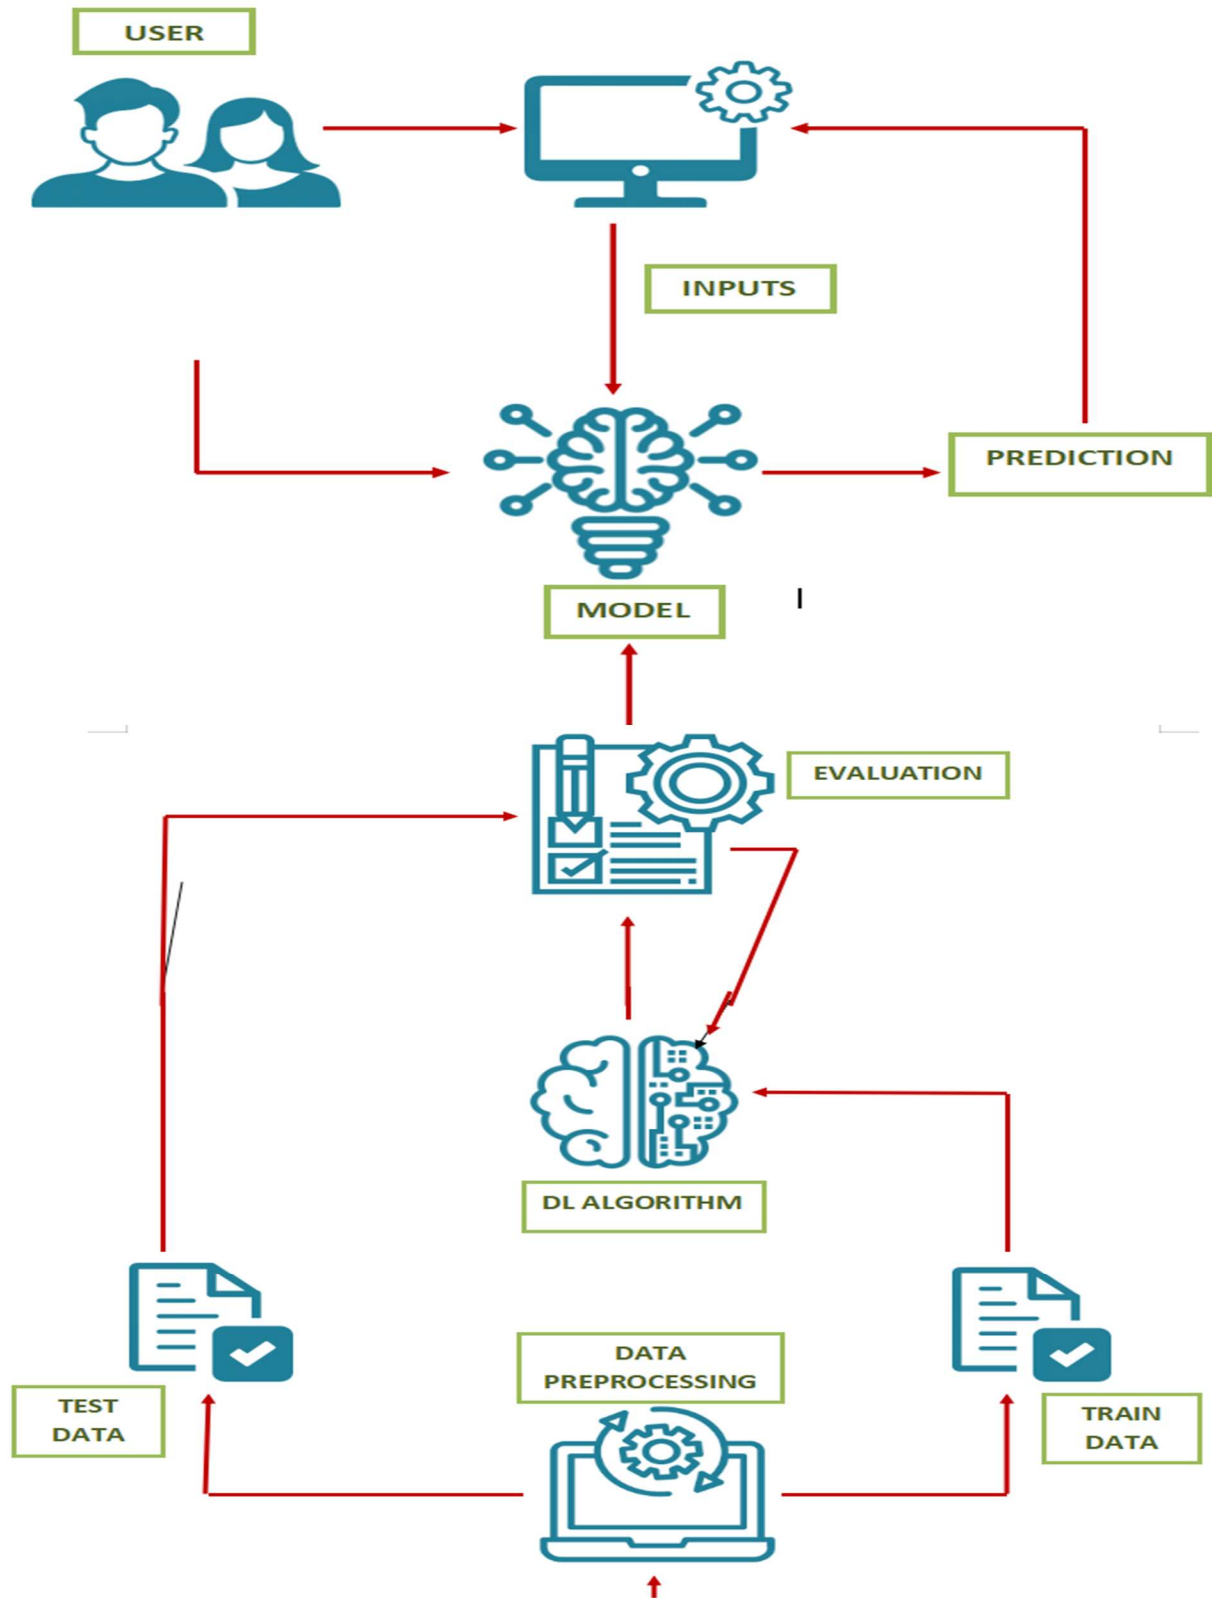 USER
INPUTS
PREDICTION
MODEL
EVALUATION
DL ALGORITHM
DATA
PREPROCESSING
TEST
DATA
TRAIN
DATA